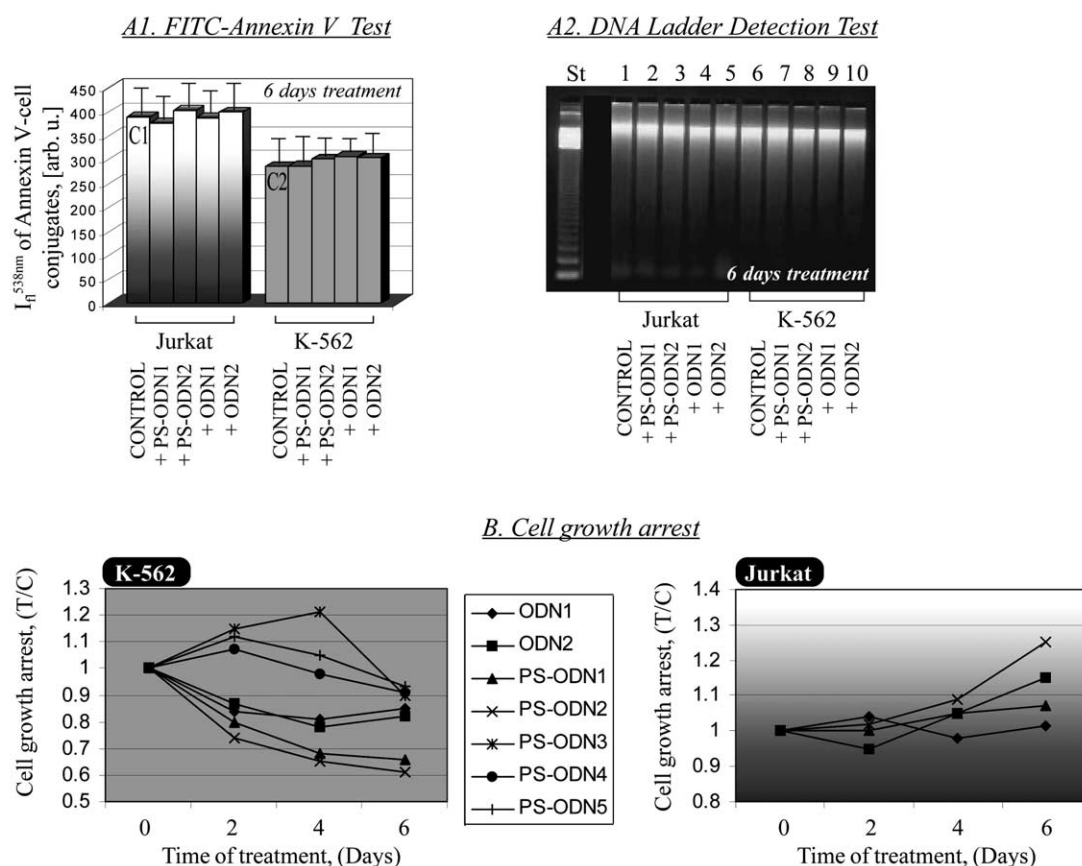 A1. FITC-Annexin V Test
A2. DNA Ladder Detection Test
I fl 538nm of Annexin V-cell
conjugates, [arb. u.]
450
400
350
300
250
200
150
100
50
0
6 days treatment
C1
C2
Jurkat
K-562
CONTROL
+ PS-ODN1
+ PS-ODN2
+ ODN1
+ ODN2
CONTROL
+ PS-ODN1
+ PS-ODN2
+ ODN1
+ ODN2
St 1 2 3 4 5 6 7 8 9 10
6 days treatment
Jurkat
K-562
CONTROL
+ PS-ODN1
+ PS-ODN2
+ ODN1
+ ODN2
CONTROL
+ PS-ODN1
+ PS-ODN2
+ ODN1
+ ODN2
B. Cell growth arrest
K-562
Cell growth arrest, (T/C)
1.3
1.2
1.1
1
0.9
0.8
0.7
0.6
0.5
0 2 4 6
Time of treatment, (Days)
ODN1
ODN2
PS-ODN1
PS-ODN2
PS-ODN3
PS-ODN4
PS-ODN5
Jurkat
Cell growth arrest, (T/C)
1.4
1.3
1.2
1.1
1.0
0.9
0.8
0 2 4 6
Time of treatment, (Days)